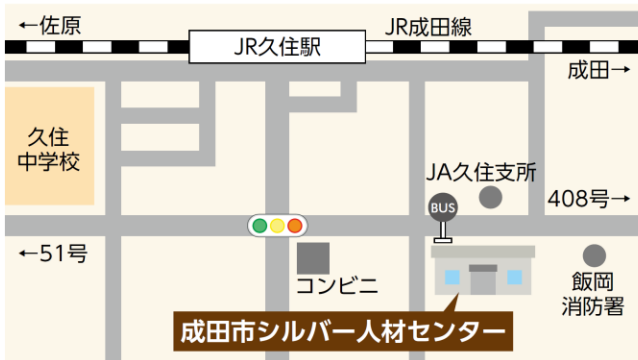 ←佐原
JR久住駅
JR成田線
成田→
久住
中学校
JA久住支所
BUS
408号→
←51号
コンビニ
飯岡
消防署
成田市シルバー人材センター